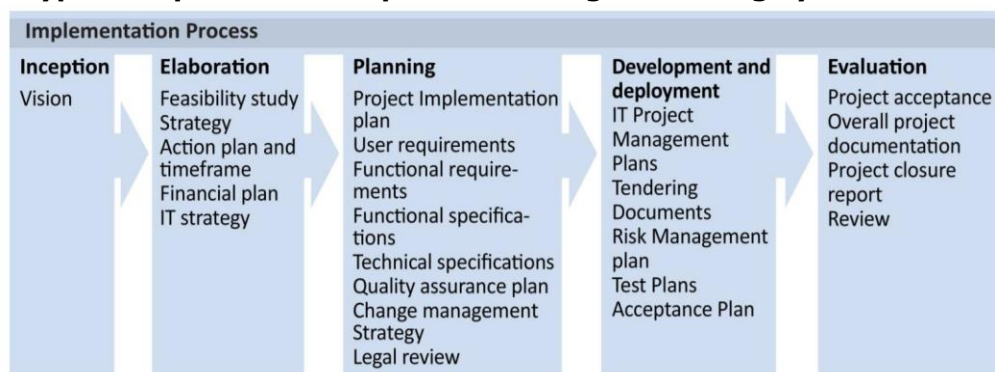 Implementation Process
Inception
Vision
Elaboration
Feasibility study
Strategy
Action plan and
timeframe
Financial plan
IT strategy
Planning
Project Implementation
plan
User requirements
Functional require-
ments
Functional specifica-
tions
Technical specifications
Quality assurance plan
Change management
Strategy
Legal review
Development and
deployment
IT Project
Management
Plans
Tendering
Documents
Risk Management
plan
Test Plans
Acceptance Plan
Evaluation
Project acceptance
Overall project
documentation
Project closure
report
Review